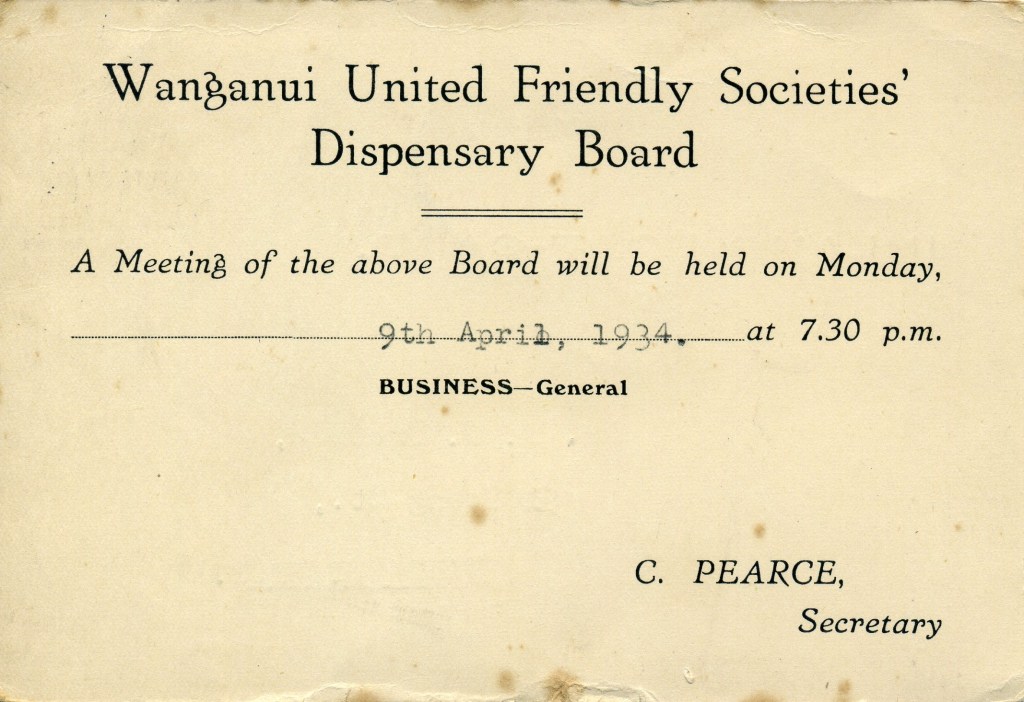 Wanganui United Friendly Societies'
Dispensary Board
A Meeting of the above Board will be held on Monday,
9th April, 1934. at 7.30 p.m.
BUSINESS—General
C. PEARCE,
Secretary